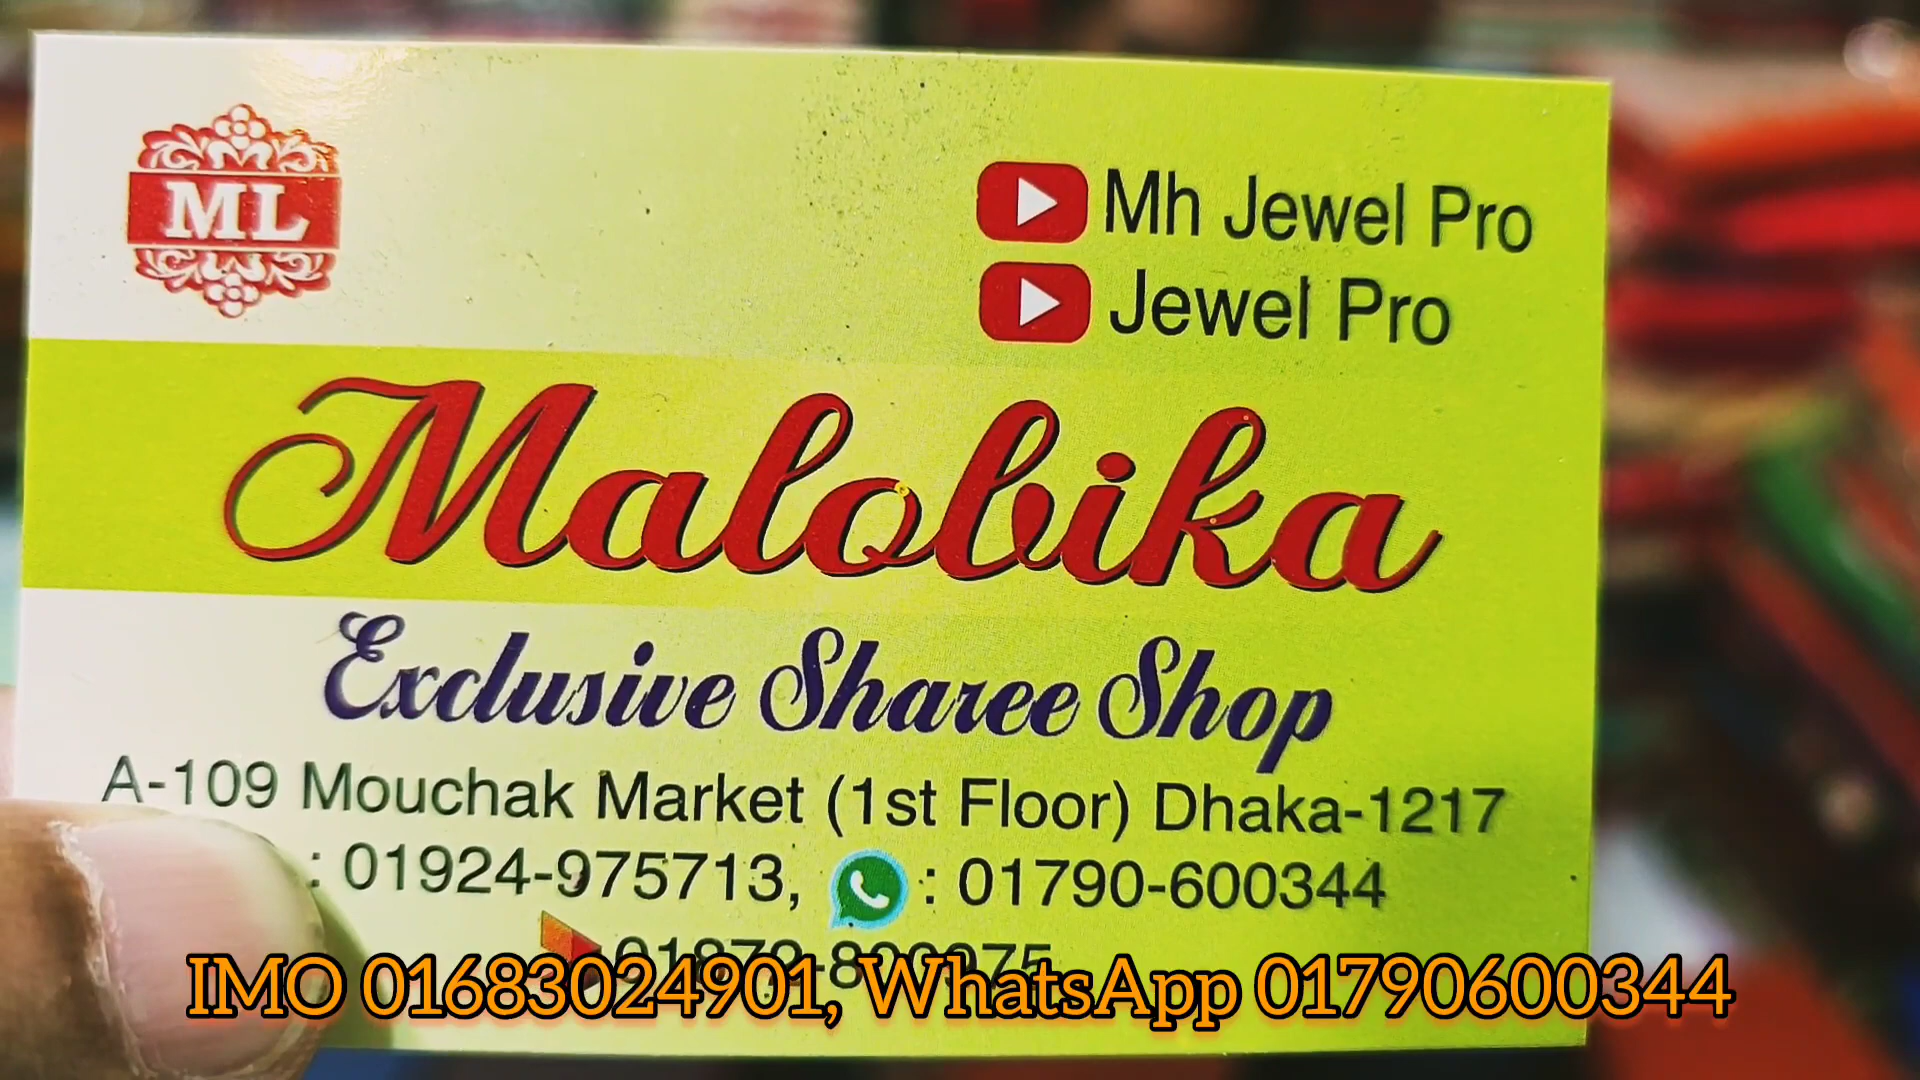 ML
Mh Jewel Pro
Jewel Pro
Malobika
Exclusive Sharee Shop
A-109 Mouchak Market (1st Floor) Dhaka-1217
: 01924-975713, : 01790-600344
IMO 01683024901, WhatsApp 01790600344